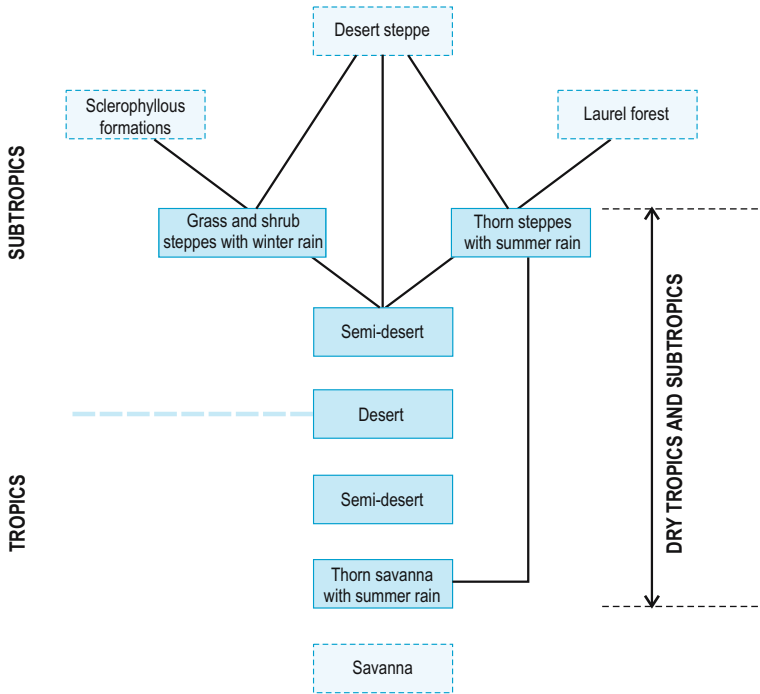 Desert steppe
Sclerophyllous
formations
Laurel forest
SUBTROPICS
Grass and shrub
steppes with winter rain
Thorn steppes
with summer rain
Semi-desert
Desert
DRY TROPICS AND SUBTROPICS
TROPICS
Semi-desert
Thorn savanna
with summer rain
Savanna